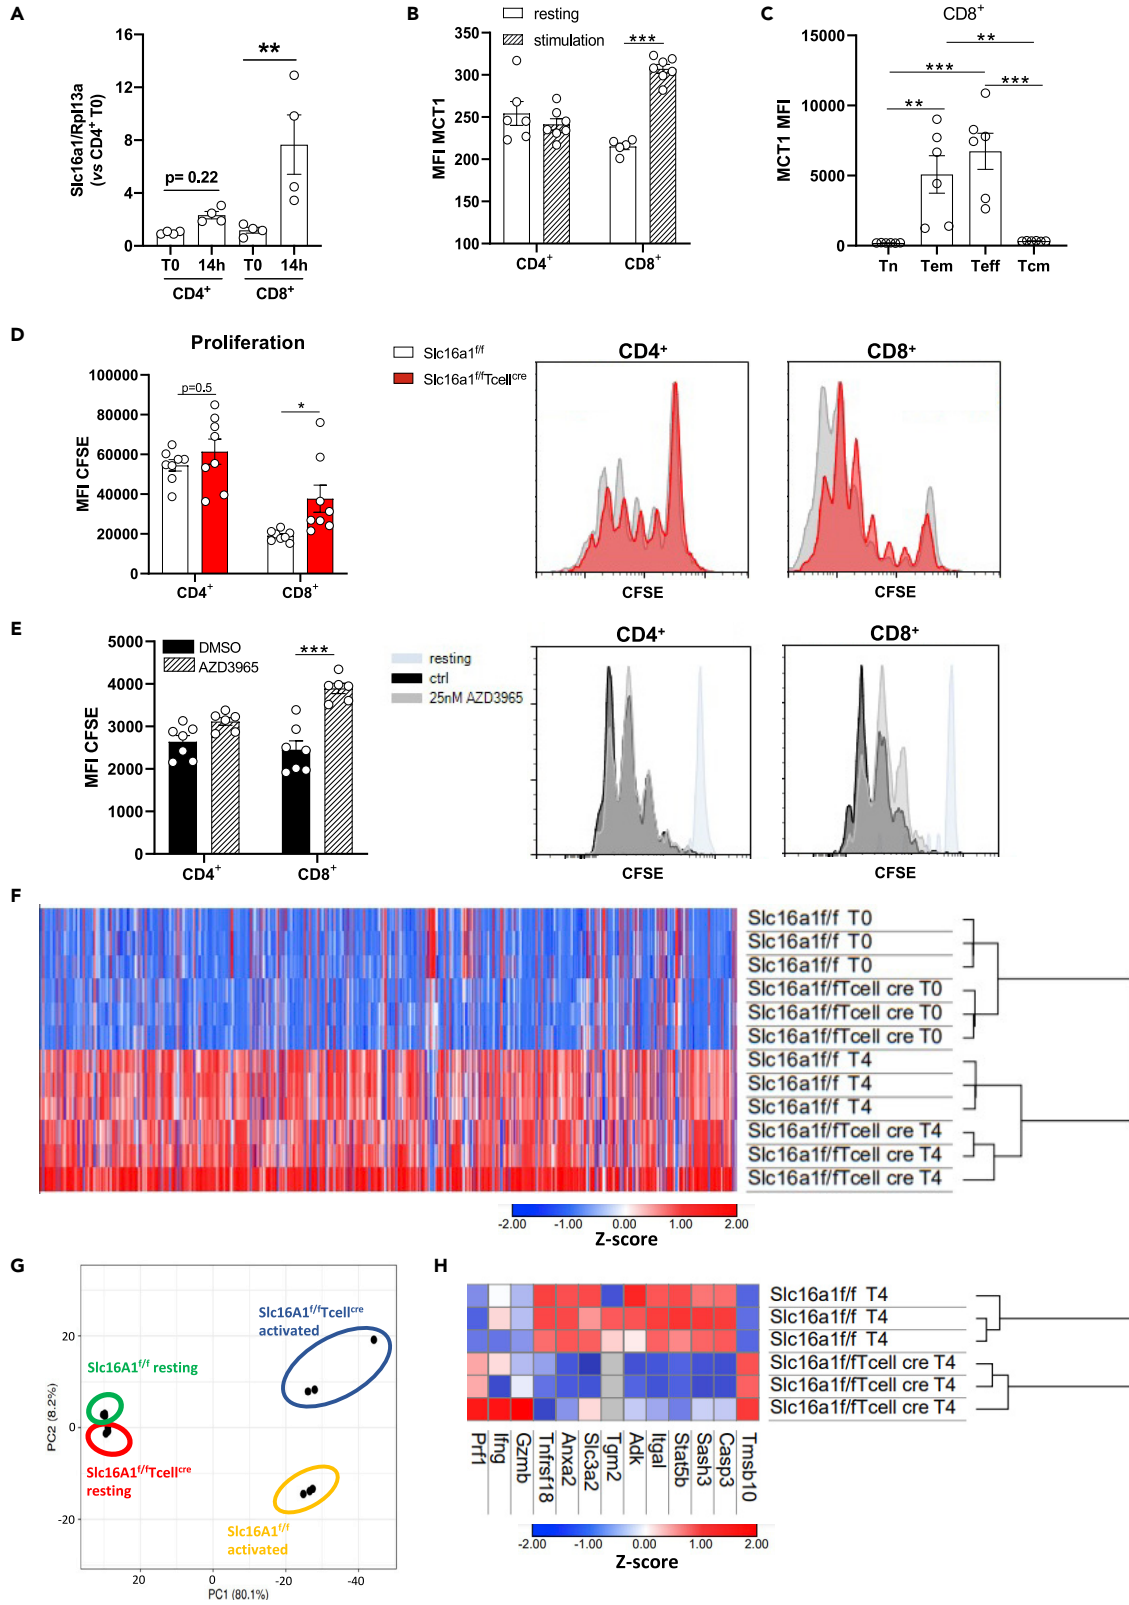 A
Slc16a1/Rpl13a
(vs CD4⁺ T0)
16
12
8
4
0
**
p= 0.22
T0 14h T0 14h
CD4⁺ CD8⁺
B
resting
stimulation
MFI MCT1
350
300
250
200
150
100
***
CD4⁺ CD8⁺
C
CD8⁺
MCT1 MFI
15000
10000
5000
0
**
***
***
**
Tn Tem Teff Tcm
D
Proliferation
MFI CFSE
100000
80000
60000
40000
20000
0
p=0.5
*
CD4⁺ CD8⁺
Slc16a1f/f
Slc16a1f/fTcellcre
CD4⁺
CFSE
CD8⁺
CFSE
E
MFI CFSE
5000
4000
3000
2000
1000
0
DMSO
AZD3965
***
CD4⁺ CD8⁺
resting
ctrl
25nM AZD3965
CD4⁺
CFSE
CD8⁺
CFSE
F
Slc16a1f/f T0
Slc16a1f/f T0
Slc16a1f/f T0
Slc16a1f/fTcell cre T0
Slc16a1f/fTcell cre T0
Slc16a1f/fTcell cre T0
Slc16a1f/f T4
Slc16a1f/f T4
Slc16a1f/f T4
Slc16a1f/fTcell cre T4
Slc16a1f/fTcell cre T4
Slc16a1f/fTcell cre T4
-2.00 -1.00 0.00 1.00 2.00
Z-score
G
PC2 (8.2%)
20
0
-20
Slc16A1f/fTcellcre
activated
Slc16A1f/f resting
Slc16A1f/fTcellcre
resting
Slc16A1f/f
activated
20 0 -20 -40
PC1 (80.1%)
H
Slc16a1f/f T4
Slc16a1f/f T4
Slc16a1f/f T4
Slc16a1f/fTcell cre T4
Slc16a1f/fTcell cre T4
Slc16a1f/fTcell cre T4
Prf1
Ifng
Gzmb
Tnfrsf18
Anxa2
Slc3a2
Tgm2
Adk
Itgal
Stat5b
Sash3
Casp3
Tmsb10
-2.00 -1.00 0.00 1.00 2.00
Z-score